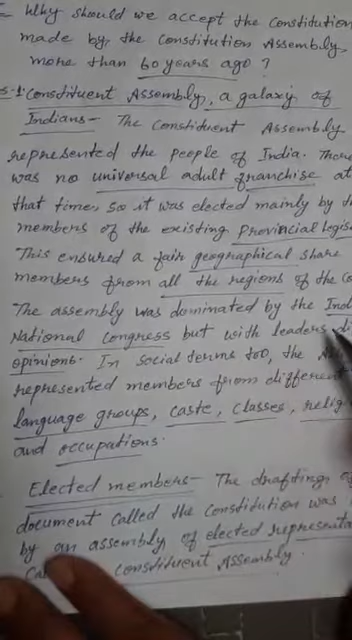 Why should we accept the Constitution
made by, the Constitution Assembly,
more than 60 years ago ?
Constituent Assembly, a galaxy of
Indians - The Constituent Assembly
represented the people of India. There
was no universal adult franchise at
that time, so it was elected mainly by the
members of the existing Provincial legis
This ensured a fair geographical share
members from all the regions of the Co
The assembly was dominated by the Ind
National Congress but with leaders
opinions. In social terms too, the
represented members from different
language groups, caste, classes, relig
and occupations.
Elected members - The drafting of
document called the Constitution was
by an assembly of elected representa
Constituent Assembly.